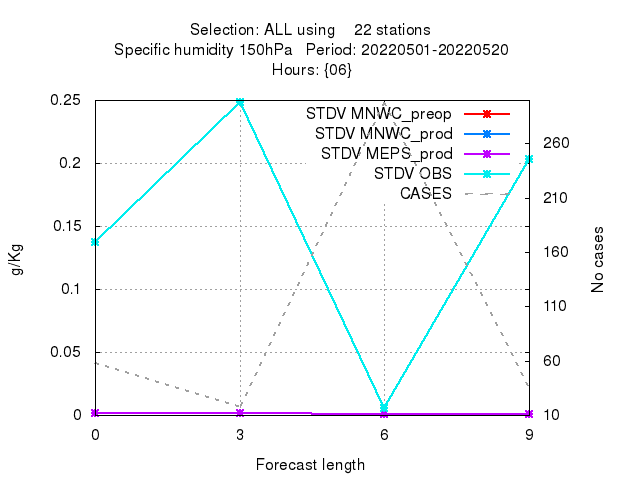 Selection: ALL using 22 stations
Specific humidity 150hPa Period: 20220501-20220520
Hours: {06}
STDV MNWC_preop
STDV MNWC_prod
STDV MEPS_prod
STDV OBS
CASES
0.25
0.2
0.15
0.1
0.05
0
g/Kg
260
210
160
110
60
10
No cases
0 3 6 9
Forecast length